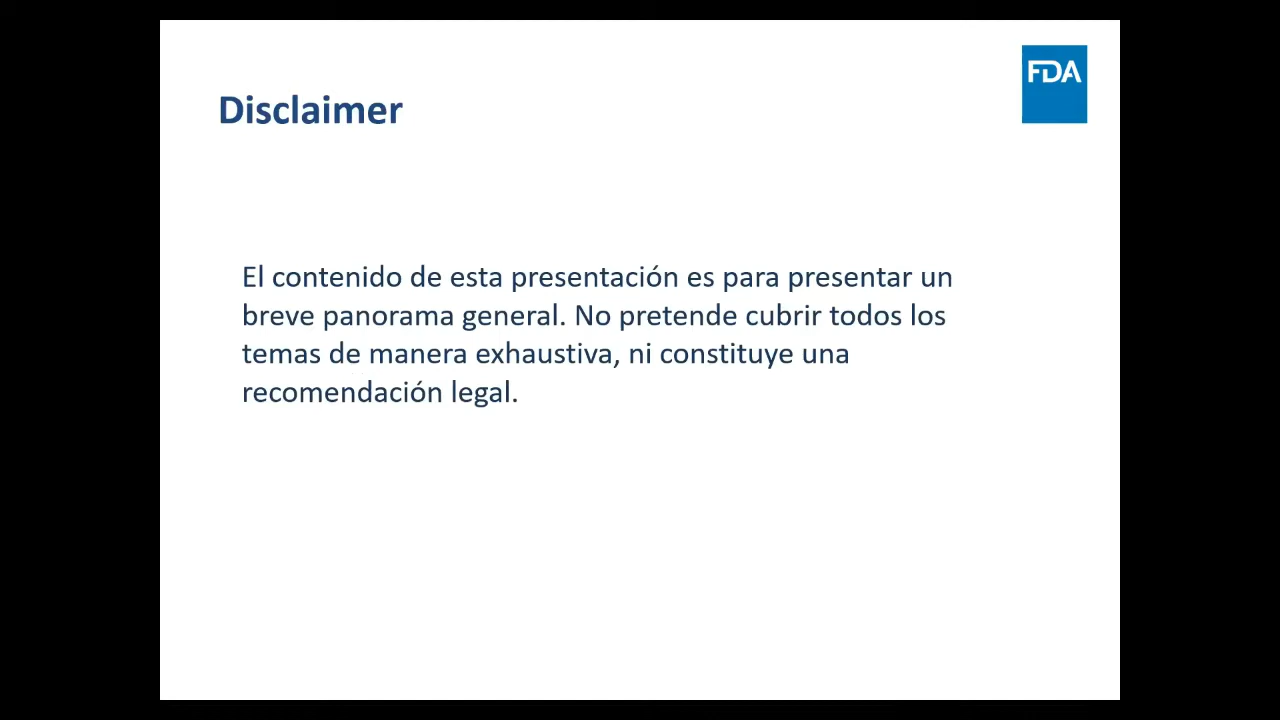 FDA
Disclaimer
El contenido de esta presentación es para presentar un
breve panorama general. No pretende cubrir todos los
temas de manera exhaustiva, ni constituye una
recomendación legal.